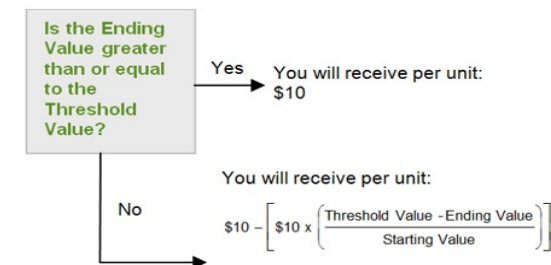 Is the Ending
Value greater
than or equal
to the
Threshold
Value?
Yes
You will receive per unit:
$10
You will receive per unit:
No
$10 – [ $10 x ( Threshold Value - Ending Value
Starting Value ) ]